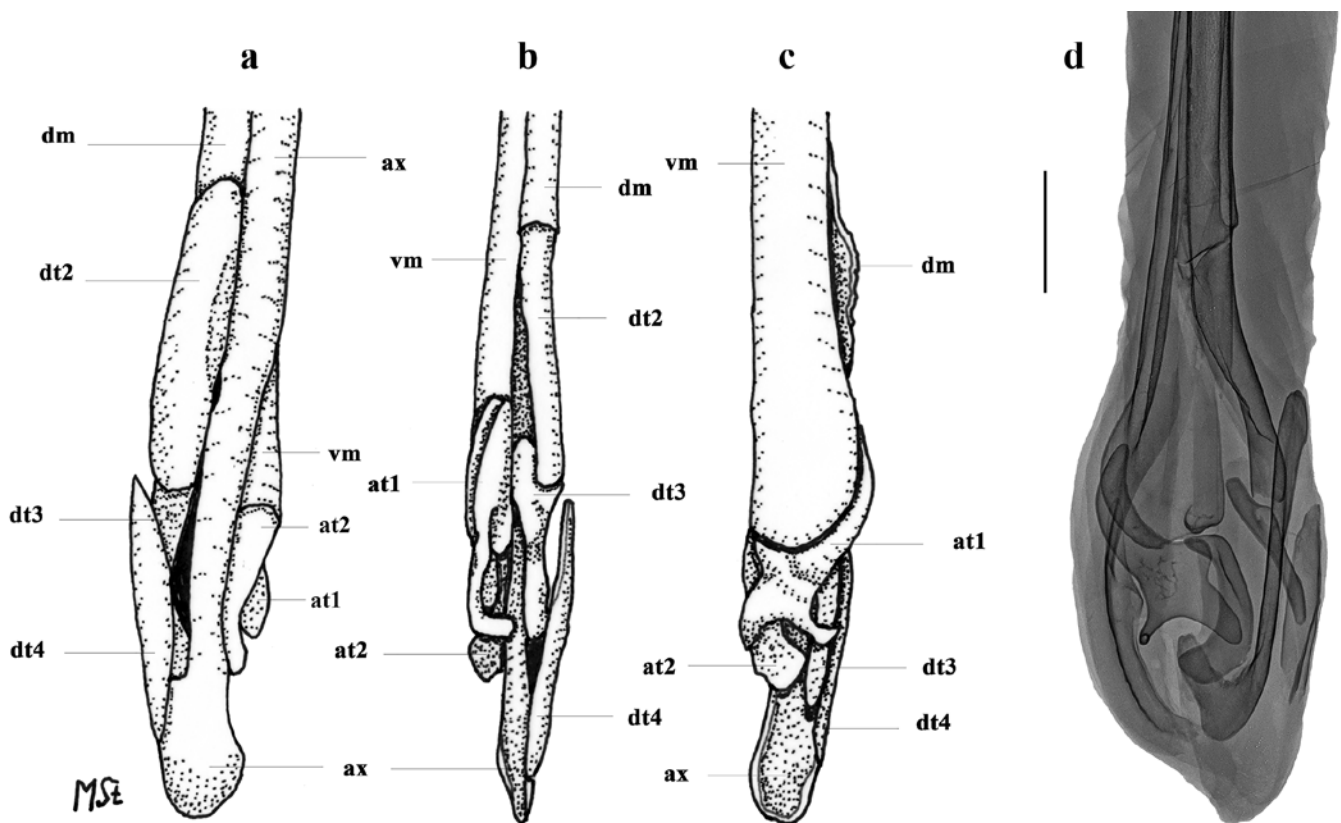 a b c d
dm ax dm vm dm
dt2 vm dt2
vm at1 dt3 at1
dt3 at2
at1 at2 at2 dt3
dt4 dt4 dt4
ax ax
MSt